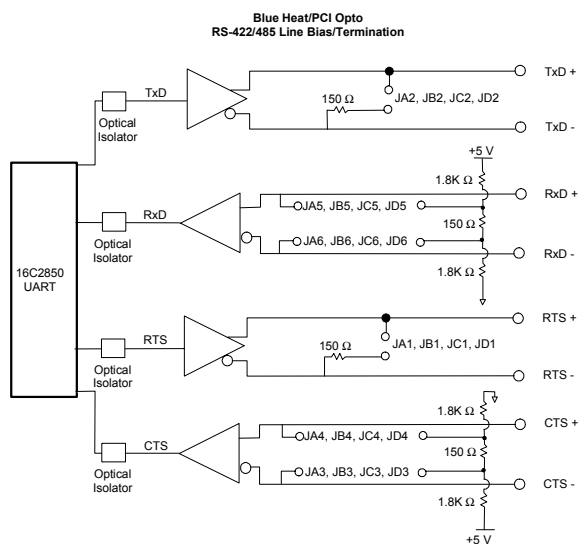 Blue Heat/PCI Opto
RS-422/485 Line Bias/Termination
TxD
Optical
Isolator
150 Ω
JA2, JB2, JC2, JD2
TxD +
TxD -
+5 V
1.8K Ω
RxD
Optical
Isolator
JA5, JB5, JC5, JD5
150 Ω
JA6, JB6, JC6, JD6
1.8K Ω
RxD +
RxD -
16C2850
UART
RTS
Optical
Isolator
150 Ω
JA1, JB1, JC1, JD1
RTS +
RTS -
1.8K Ω
CTS
Optical
Isolator
JA4, JB4, JC4, JD4
150 Ω
JA3, JB3, JC3, JD3
1.8K Ω
CTS +
CTS -
+5 V